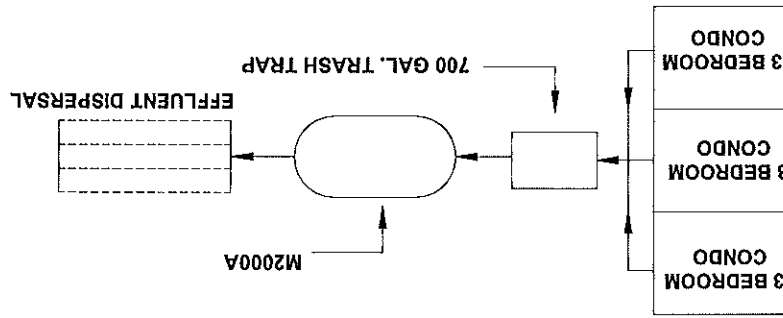 3 BEDROOM
CONDO
M2000A
3 BEDROOM
CONDO
EFFLUENT DISPERSAL
700 GAL. TRASH TRAP
3 BEDROOM
CONDO